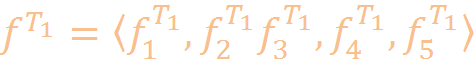 f^{T_1} = ⟨f_1^{T_1}, f_2^{T_1} f_3^{T_1}, f_4^{T_1}, f_5^{T_1}⟩